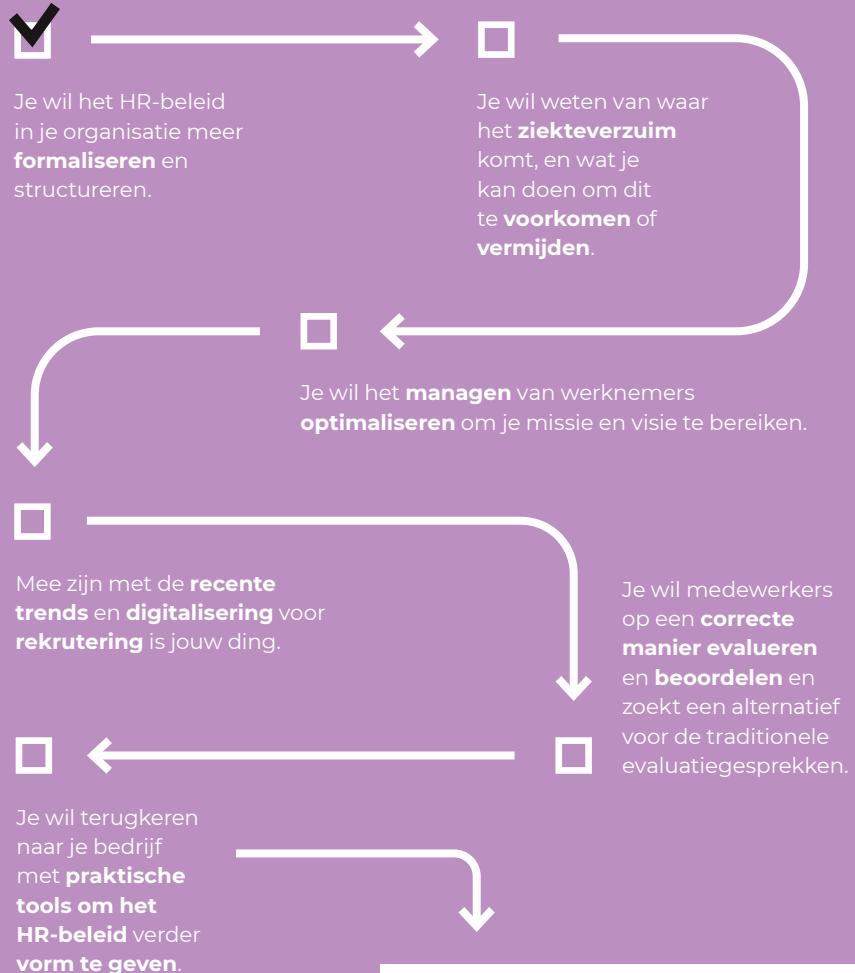 Je wil het HR-beleid
in je organisatie meer
formaliseren en
structureren.
Je wil weten van waar
het ziekteverzuim
komt, en wat je
kan doen om dit
te voorkomen of
vermijden.
Je wil het managen van werknemers
optimaliseren om je missie en visie te bereiken.
Mee zijn met de recente
trends en digitalisering voor
rekrutering is jouw ding.
Je wil medewerkers
op een correcte
manier evalueren
en beoordelen en
zoekt een alternatief
voor de traditionele
evaluatiegesprekken.
Je wil terugkeren
naar je bedrijf
met praktische
tools om het
HR-beleid verder
vorm te geven.